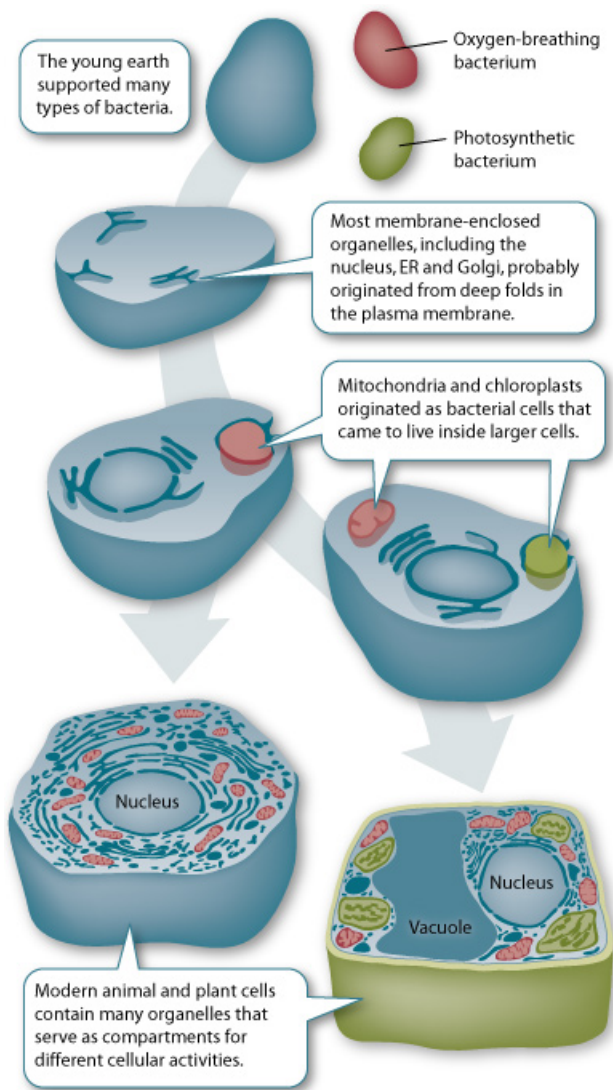 The young earth
supported many
types of bacteria.
Oxygen-breathing
bacterium
Photosynthetic
bacterium
Most membrane-enclosed
organelles, including the
nucleus, ER and Golgi, probably
originated from deep folds in
the plasma membrane.
Mitochondria and chloroplasts
originated as bacterial cells that
came to live inside larger cells.
Nucleus
Nucleus
Vacuole
Modern animal and plant cells
contain many organelles that
serve as compartments for
different cellular activities.